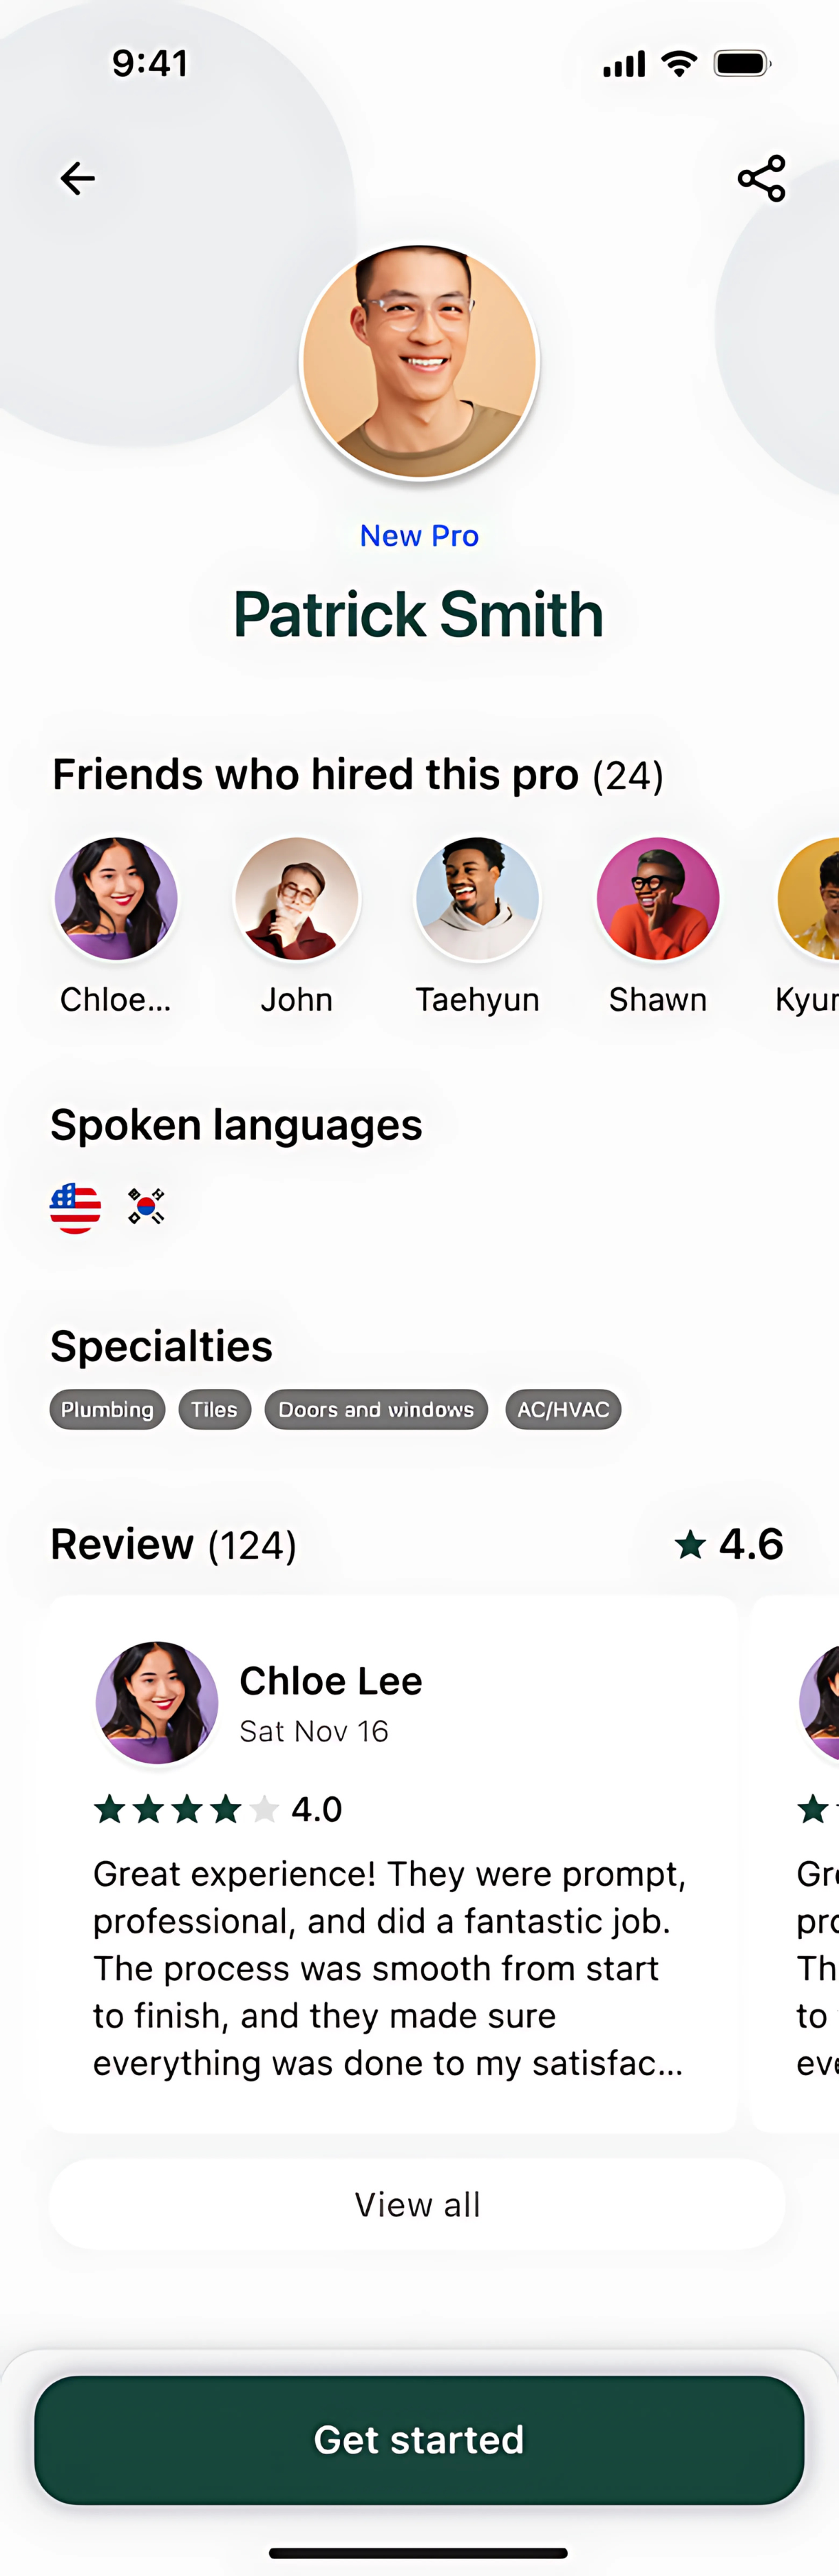 9:41
New Pro
Patrick Smith
Friends who hired this pro (24)
Chloe... John Taehyun Shawn Kyu
Spoken languages
Specialties
Plumbing Tiles Doors and windows AC/HVAC
Review (124) 4.6
Chloe Lee
Sat Nov 16
4.0
Great experience! They were prompt,
professional, and did a fantastic job.
The process was smooth from start
to finish, and they made sure
everything was done to my satisfac...
Gr
pro
Th
to
eve
View all
Get started